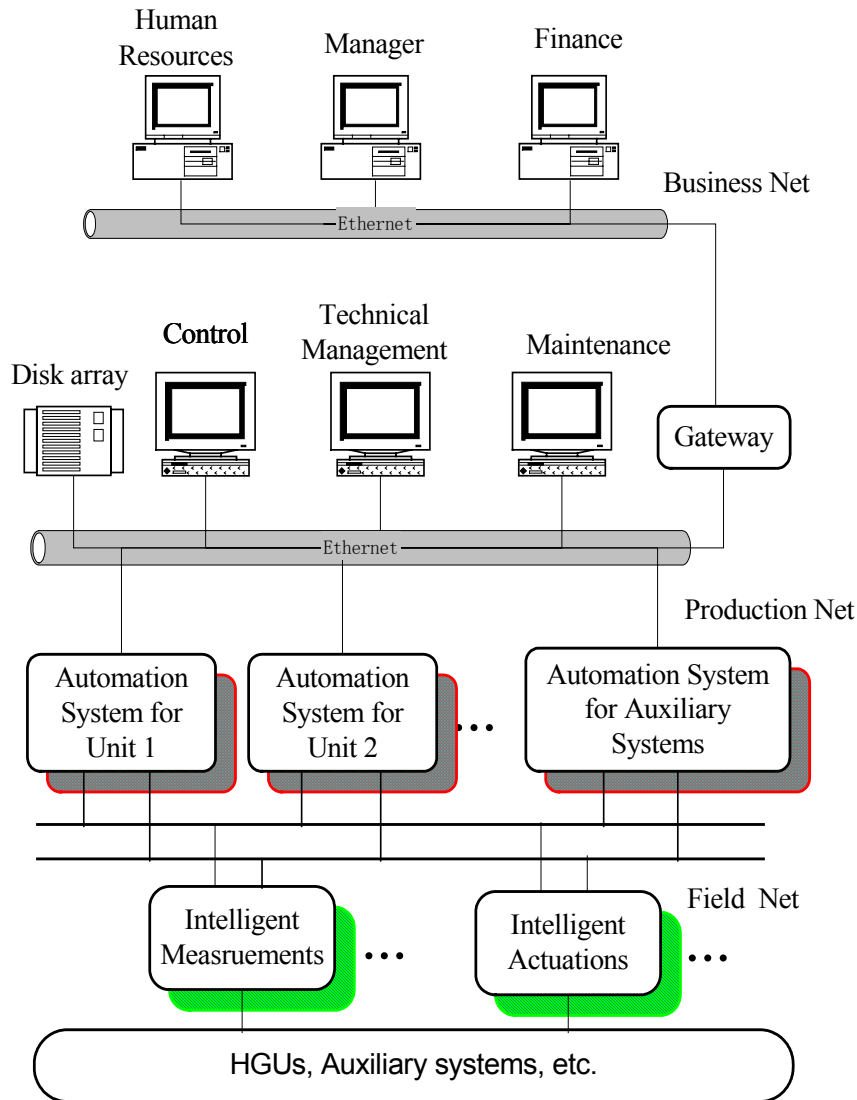 Human
Resources
Manager
Finance
Business Net
Ethernet
Disk array
Control
Technical
Management
Maintenance
Gateway
Ethernet
Production Net
Automation
System for
Unit 1
Automation
System for
Unit 2
...
Automation System
for Auxiliary
Systems
Field Net
Intelligent
Measruements
...
Intelligent
Actuations
...
HGUs, Auxiliary systems, etc.